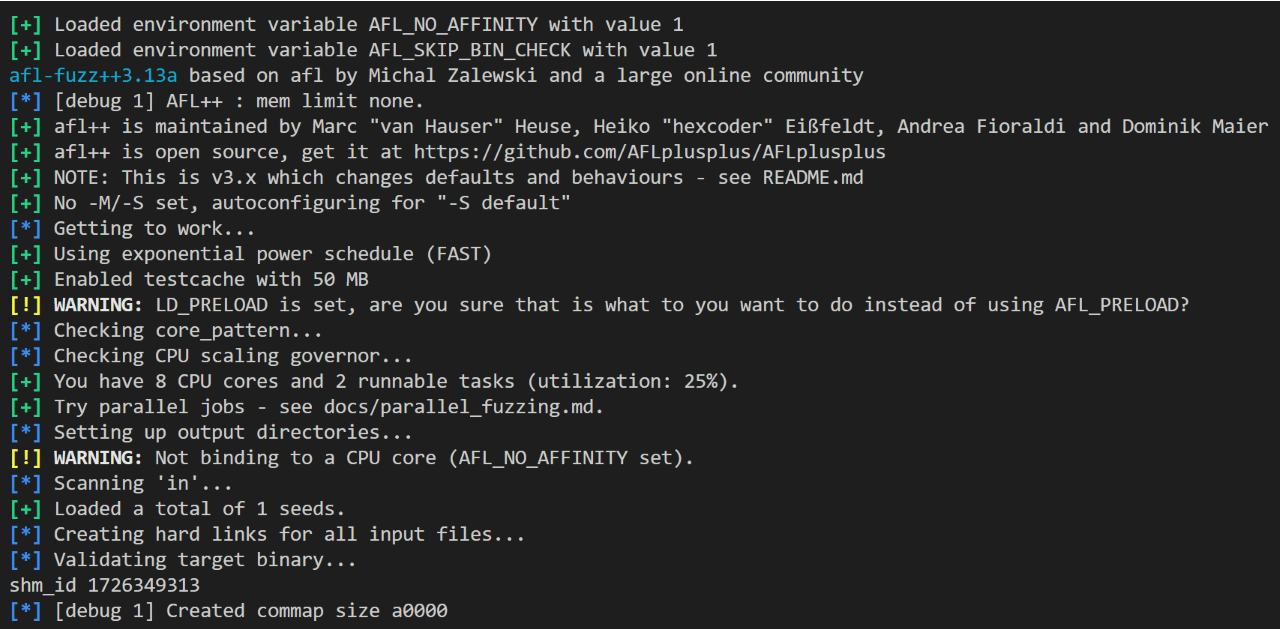 [+] Loaded environment variable AFL_NO_AFFINITY with value 1
[+] Loaded environment variable AFL_SKIP_BIN_CHECK with value 1
afl-fuzz++3.13a based on afl by Michal Zalewski and a large online community
[*] [debug 1] AFL++ : mem limit none.
[+] afl++ is maintained by Marc "van Hauser" Heuse, Heiko "hexcoder" Eißfeldt, Andrea Fioraldi and Dominik Maier
[+] afl++ is open source, get it at https://github.com/AFLplusplus/AFLplusplus
[+] NOTE: This is v3.x which changes defaults and behaviours - see README.md
[+] No -M/-S set, autoconfiguring for "-S default"
[*] Getting to work...
[+] Using exponential power schedule (FAST)
[+] Enabled testcache with 50 MB
[!] WARNING: LD_PRELOAD is set, are you sure that is what to you want to do instead of using AFL_PRELOAD?
[*] Checking core_pattern...
[*] Checking CPU scaling governor...
[+] You have 8 CPU cores and 2 runnable tasks (utilization: 25%).
[+] Try parallel jobs - see docs/parallel_fuzzing.md.
[*] Setting up output directories...
[!] WARNING: Not binding to a CPU core (AFL_NO_AFFINITY set).
[*] Scanning 'in'...
[+] Loaded a total of 1 seeds.
[*] Creating hard links for all input files...
[*] Validating target binary...
shm_id 1726349313
[*] [debug 1] Created commap size a0000